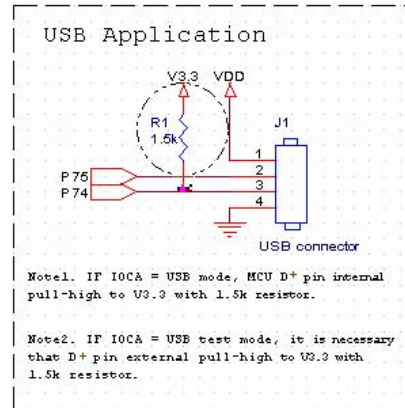 USB Application
V3.3 VDD
R1
1.5k
J1
1
P75
2
P74
3
4
USB connector
Note1. IF IOCA = USB mode, MCU D+ pin internal
pull-high to V3.3 with 1.5k resistor.
Note2. IF IOCA = USB test mode, it is necessary
that D+ pin external pull-high to V3.3 with
1.5k resistor.